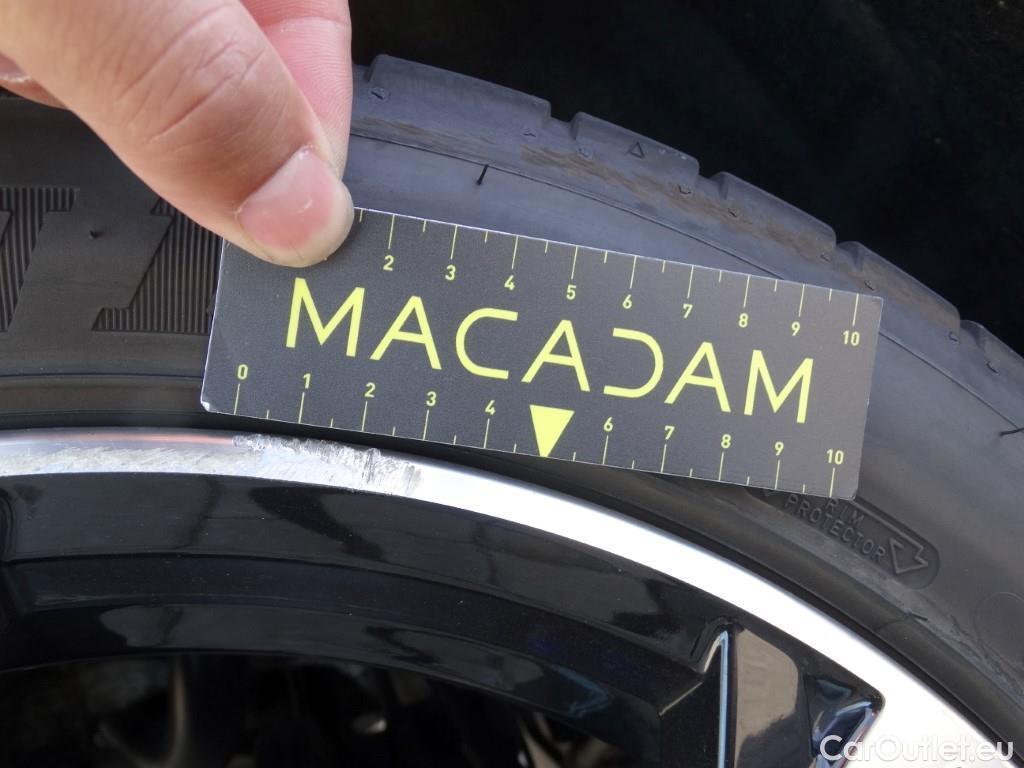 2 3 4 5 6 7 8 9 10
MACADAM
0 1 2 3 4 6 7 8 9 10
RIM
PROTECTOR
CarOutlet.eu